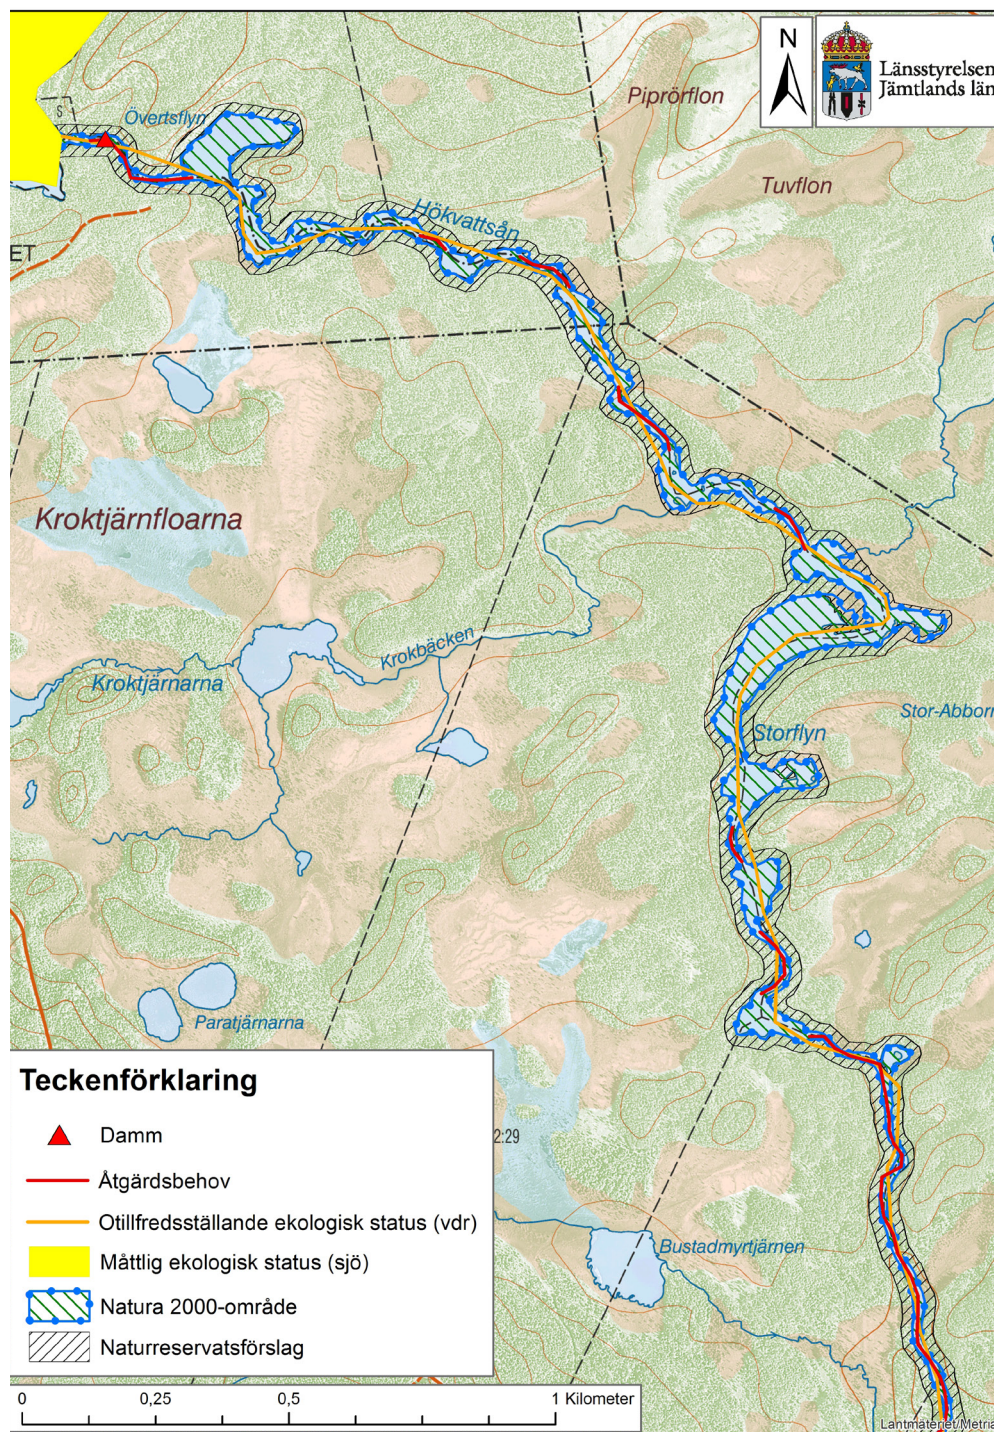 N
Länsstyrelsen
Jämtlands län
Piprörflon
Övertsflyn
S
Tuvflon
Hökvattsån
ET
Kroktjärnfloarna
Krokbäcken
Kroktjärnarna
Stor-Abborr
Storflyn
Paratjärnarna
2:29
Bustadmyrtjärnen
Teckenförklaring
Damm
Åtgärdsbehov
Otillfredsställande ekologisk status (vdr)
Måttlig ekologisk status (sjö)
Natura 2000-område
Naturreservatsförslag
0 0,25 0,5 1 Kilometer
Lantmäteriet/Metria